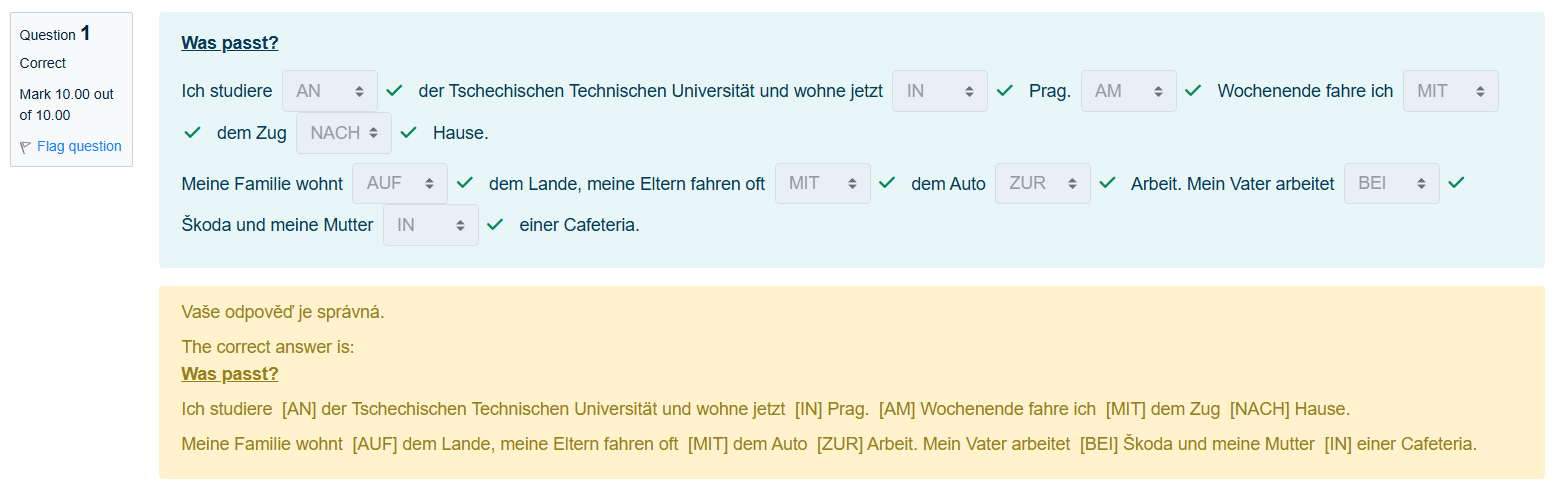 Question 1
Correct
Mark 10.00 out
of 10.00
Flag question
Was passt?
Ich studiere AN der Tschechischen Technischen Universität und wohne jetzt IN Prag. AM Wochenende fahre ich MIT
dem Zug NACH Hause.
Meine Familie wohnt AUF dem Lande, meine Eltern fahren oft MIT dem Auto ZUR Arbeit. Mein Vater arbeitet BEI
Škoda und meine Mutter IN einer Cafeteria.
Vaše odpověď je správná.
The correct answer is:
Was passt?
Ich studiere [AN] der Tschechischen Technischen Universität und wohne jetzt [IN] Prag. [AM] Wochenende fahre ich [MIT] dem Zug [NACH] Hause.
Meine Familie wohnt [AUF] dem Lande, meine Eltern fahren oft [MIT] dem Auto [ZUR] Arbeit. Mein Vater arbeitet [BEI] Škoda und meine Mutter [IN] einer Cafeteria.